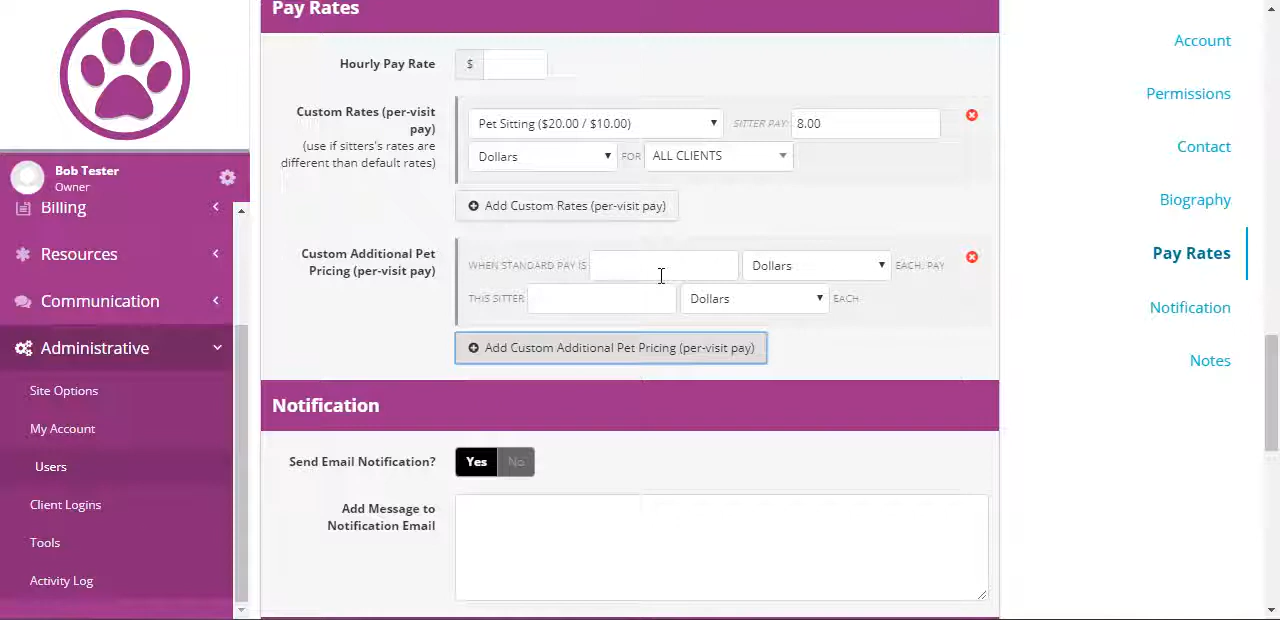 Bob Tester
Owner
Billing
Resources
Communication
Administrative
Site Options
My Account
Users
Client Logins
Tools
Activity Log
Pay Rates
Hourly Pay Rate
$
Custom Rates (per-visit
pay)
(use if sitters's rates are
different than default rates)
Pet Sitting ($20.00 / $10.00)
SITTER PAY:
8.00
Dollars
FOR
ALL CLIENTS
Add Custom Rates (per-visit pay)
Custom Additional Pet
Pricing (per-visit pay)
WHEN STANDARD PAY IS
Dollars
EACH, PAY
THIS SITTER
Dollars
EACH
Add Custom Additional Pet Pricing (per-visit pay)
Notification
Send Email Notification?
Yes
No
Add Message to
Notification Email
Account
Permissions
Contact
Biography
Pay Rates
Notification
Notes